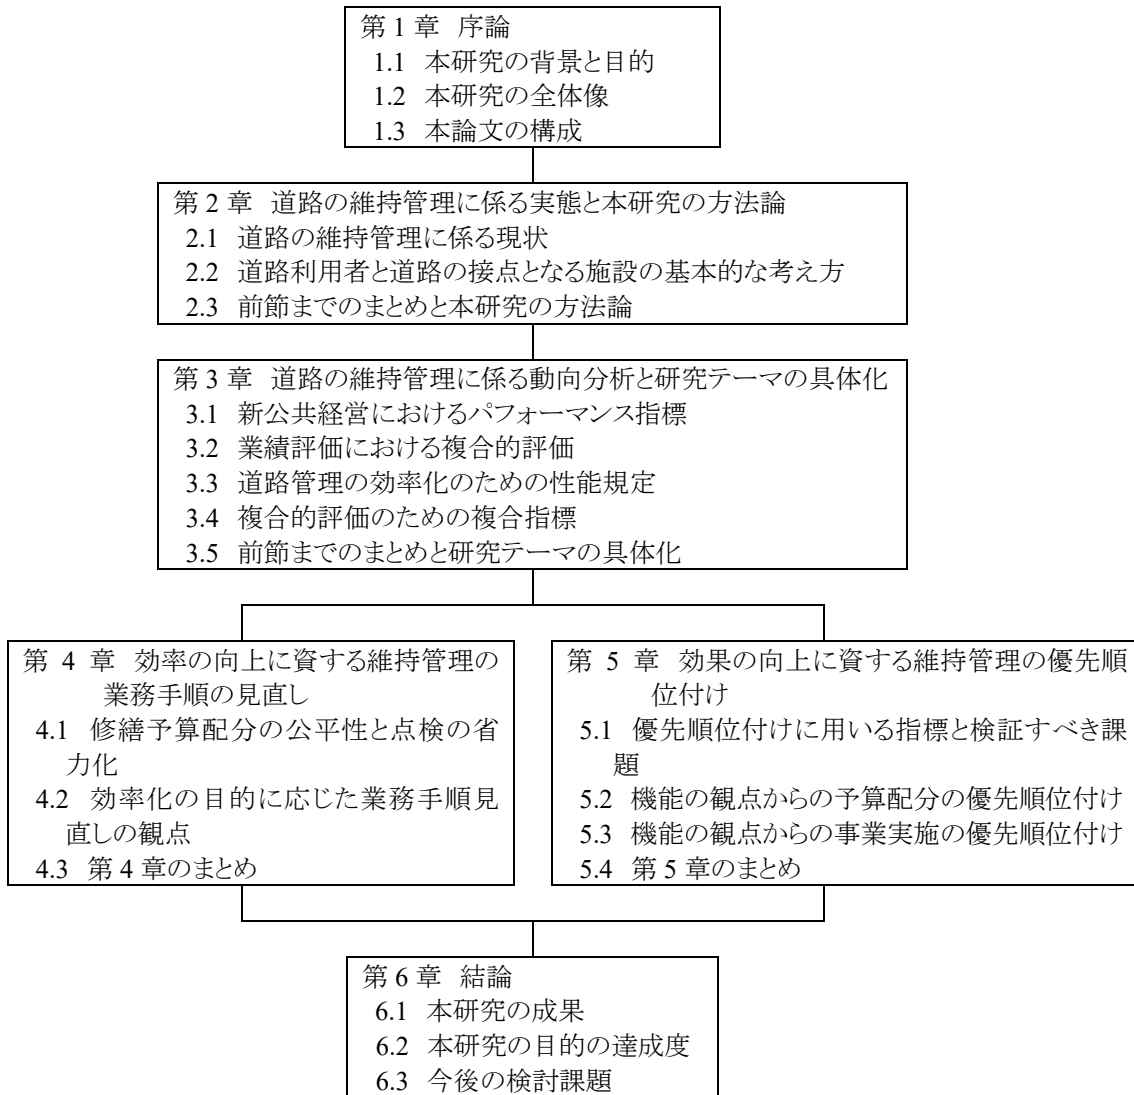 第1章 序論
1.1 本研究の背景と目的
1.2 本研究の全体像
1.3 本論文の構成
第2章 道路の維持管理に係る実態と本研究の方法論
2.1 道路の維持管理に係る現状
2.2 道路利用者と道路の接点となる施設の基本的な考え方
2.3 前節までのまとめと本研究の方法論
第3章 道路の維持管理に係る動向分析と研究テーマの具体化
3.1 新公共経営におけるパフォーマンス指標
3.2 業績評価における複合的評価
3.3 道路管理の効率化のための性能規定
3.4 複合的評価のための複合指標
3.5 前節までのまとめと研究テーマの具体化
第 4 章 効率の向上に資する維持管理の
業務手順の見直し
4.1 修繕予算配分の公平性と点検の省
力化
4.2 効率化の目的に応じた業務手順見
直しの観点
4.3 第4章のまとめ
第 5 章 効果の向上に資する維持管理の優先順
位付け
5.1 優先順位付けに用いる指標と検証すべき課
題
5.2 機能の観点からの予算配分の優先順位付け
5.3 機能の観点からの事業実施の優先順位付け
5.4 第5章のまとめ
第6章 結論
6.1 本研究の成果
6.2 本研究の目的の達成度
6.3 今後の検討課題